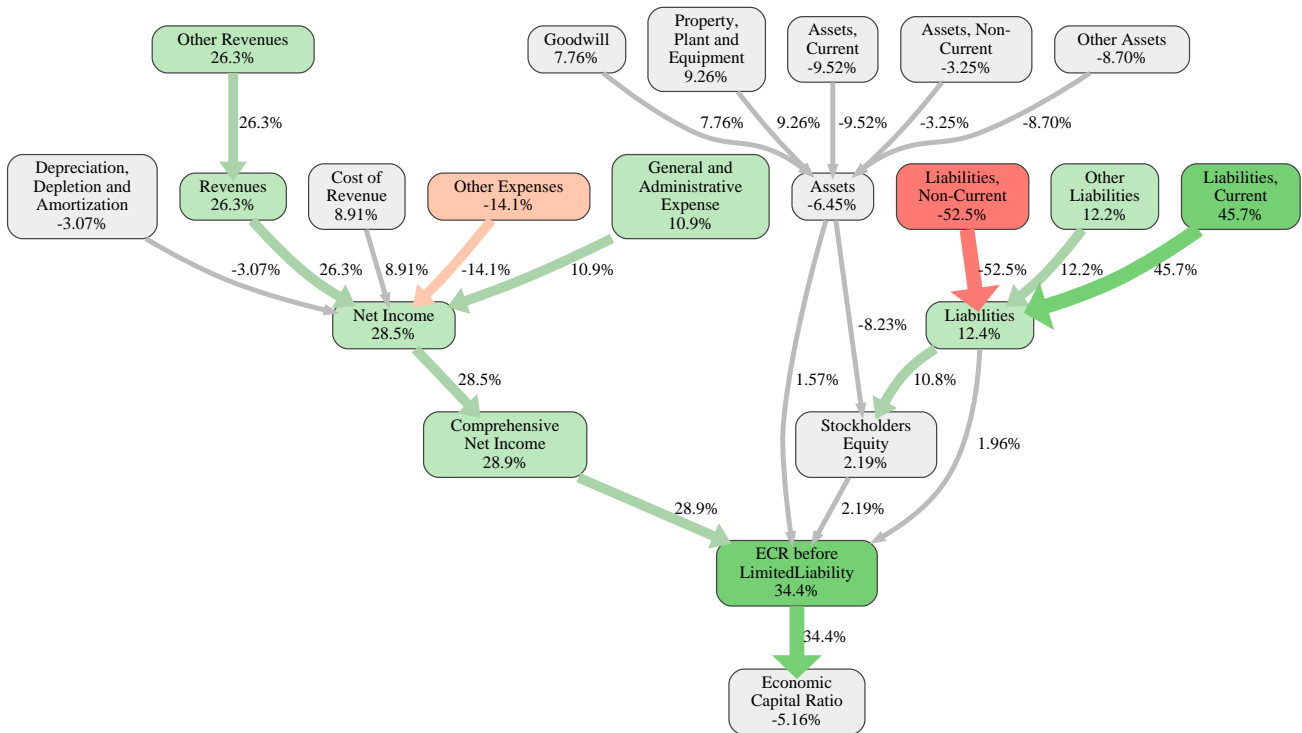 Other Revenues
26.3%
Goodwill
7.76%
Property,
Plant and
Equipment
9.26%
Assets,
Current
-9.52%
Assets, Non-
Current
-3.25%
Other Assets
-8.70%
26.3%
7.76%
9.26%
-9.52%
-3.25%
-8.70%
Depreciation,
Depletion and
Amortization
-3.07%
Revenues
26.3%
Cost of
Revenue
8.91%
Other Expenses
-14.1%
General and
Administrative
Expense
10.9%
Assets
-6.45%
Liabilities,
Non-Current
-52.5%
Other
Liabilities
12.2%
Liabilities,
Current
45.7%
-3.07%
26.3%
8.91%
-14.1%
10.9%
-52.5%
12.2%
45.7%
Net Income
28.5%
-8.23%
Liabilities
12.4%
28.5%
1.57%
10.8%
1.96%
Comprehensive
Net Income
28.9%
Stockholders
Equity
2.19%
28.9%
2.19%
ECR before
LimitedLiability
34.4%
34.4%
Economic
Capital Ratio
-5.16%